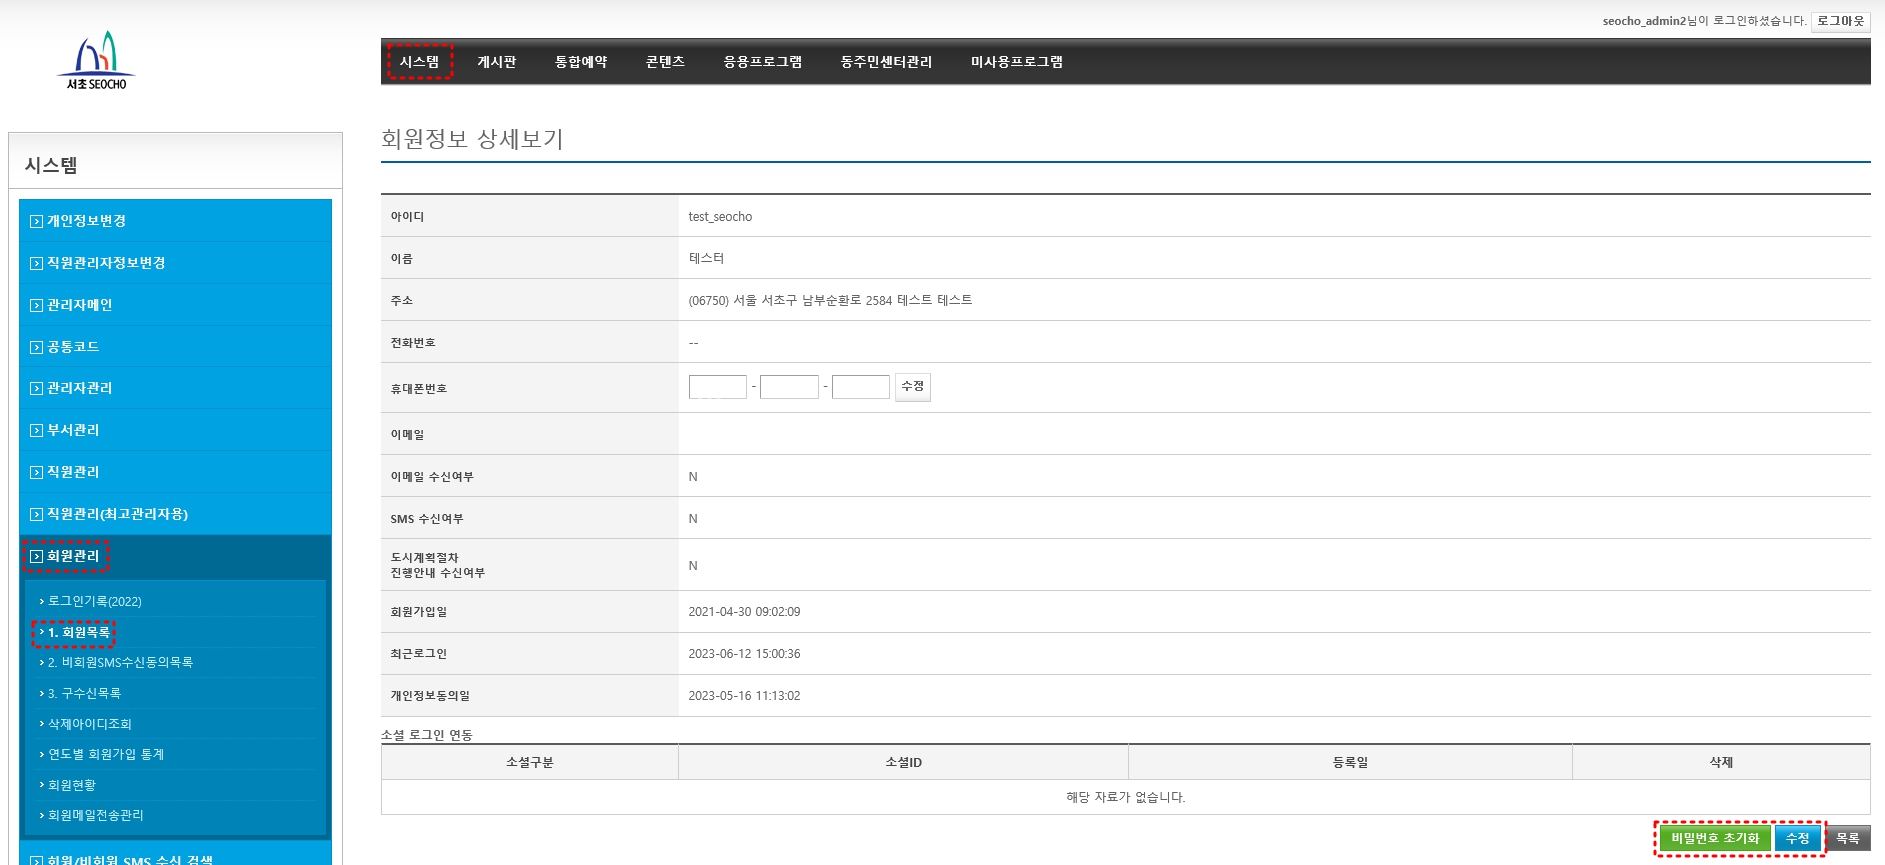 seocho_admin2님이 로그인하셨습니다. 로그아웃
서초 SEOCHO
시스템 게시판 통합예약 콘텐츠 응용프로그램 동주민센터관리 미사용프로그램
시스템
개인정보변경
직원관리자정보변경
관리자메인
공통코드
관리자관리
부서관리
직원관리
직원관리(최고관리자용)
회원관리
로그인기록(2022)
1. 회원목록
2. 비회원SMS수신동의목록
3. 구수신목록
삭제아이디조회
연도별 회원가입 통계
회원현황
회원메일전송관리
회원/비회원 SMS 수신 검색
회원정보 상세보기
아이디 test_seocho
이름 테스터
주소 (06750) 서울 서초구 남부순환로 2584 테스트 테스트
전화번호 --
휴대폰번호 - - 수정
이메일
이메일 수신여부 N
SMS 수신여부 N
도시계획절차
진행안내 수신여부 N
회원가입일 2021-04-30 09:02:09
최근로그인 2023-06-12 15:00:36
개인정보동의일 2023-05-16 11:13:02
소셜 로그인 연동
소셜구분 소셜ID 등록일 삭제
해당 자료가 없습니다.
비밀번호 초기화 수정 목록